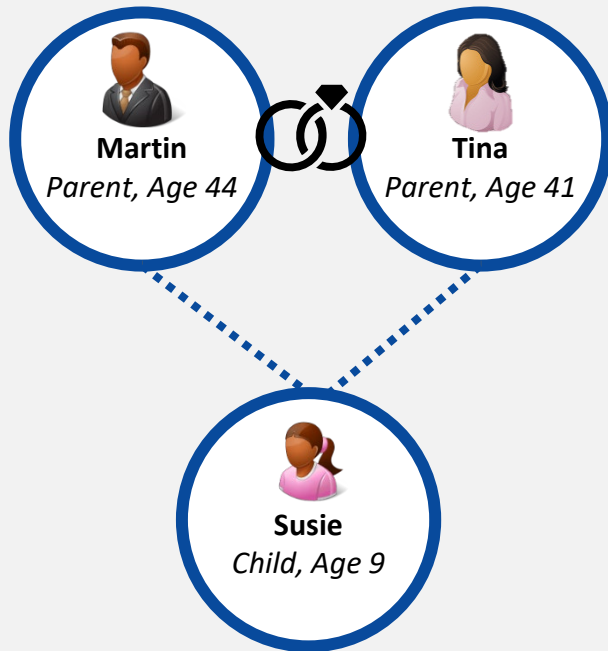 Martin
Parent, Age 44
Tina
Parent, Age 41
Susie
Child, Age 9